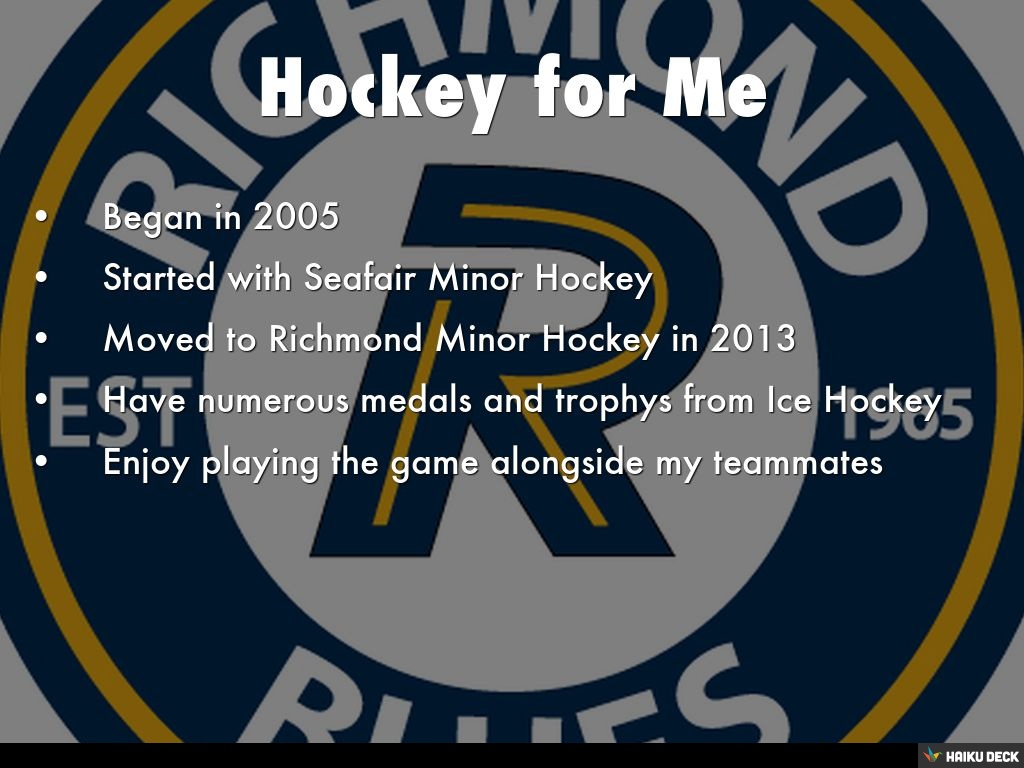 RICHMOND
Hockey for Me
• Began in 2005
• Started with Seafair Minor Hockey
• Moved to Richmond Minor Hockey in 2013
EST 1965
• Have numerous medals and trophys from Ice Hockey
• Enjoy playing the game alongside my teammates
R
BLUES
HAIKU DECK